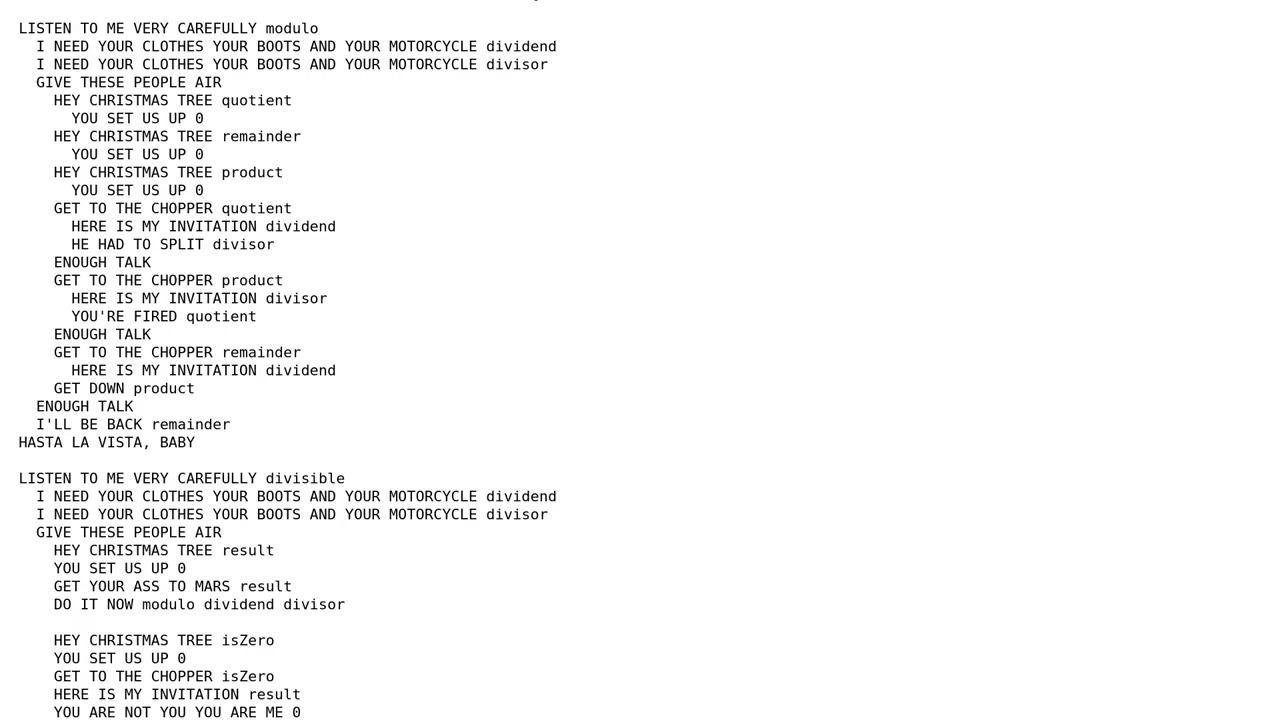 LISTEN TO ME VERY CAREFULLY modulo
I NEED YOUR CLOTHES YOUR BOOTS AND YOUR MOTORCYCLE dividend
I NEED YOUR CLOTHES YOUR BOOTS AND YOUR MOTORCYCLE divisor
GIVE THESE PEOPLE AIR
HEY CHRISTMAS TREE quotient
YOU SET US UP 0
HEY CHRISTMAS TREE remainder
YOU SET US UP 0
HEY CHRISTMAS TREE product
YOU SET US UP 0
GET TO THE CHOPPER quotient
HERE IS MY INVITATION dividend
HE HAD TO SPLIT divisor
ENOUGH TALK
GET TO THE CHOPPER product
HERE IS MY INVITATION divisor
YOU'RE FIRED quotient
ENOUGH TALK
GET TO THE CHOPPER remainder
HERE IS MY INVITATION dividend
GET DOWN product
ENOUGH TALK
I'LL BE BACK remainder
HASTA LA VISTA, BABY

LISTEN TO ME VERY CAREFULLY divisible
I NEED YOUR CLOTHES YOUR BOOTS AND YOUR MOTORCYCLE dividend
I NEED YOUR CLOTHES YOUR BOOTS AND YOUR MOTORCYCLE divisor
GIVE THESE PEOPLE AIR
HEY CHRISTMAS TREE result
YOU SET US UP 0
GET YOUR ASS TO MARS result
DO IT NOW modulo dividend divisor

HEY CHRISTMAS TREE isZero
YOU SET US UP 0
GET TO THE CHOPPER isZero
HERE IS MY INVITATION result
YOU ARE NOT YOU YOU ARE ME 0